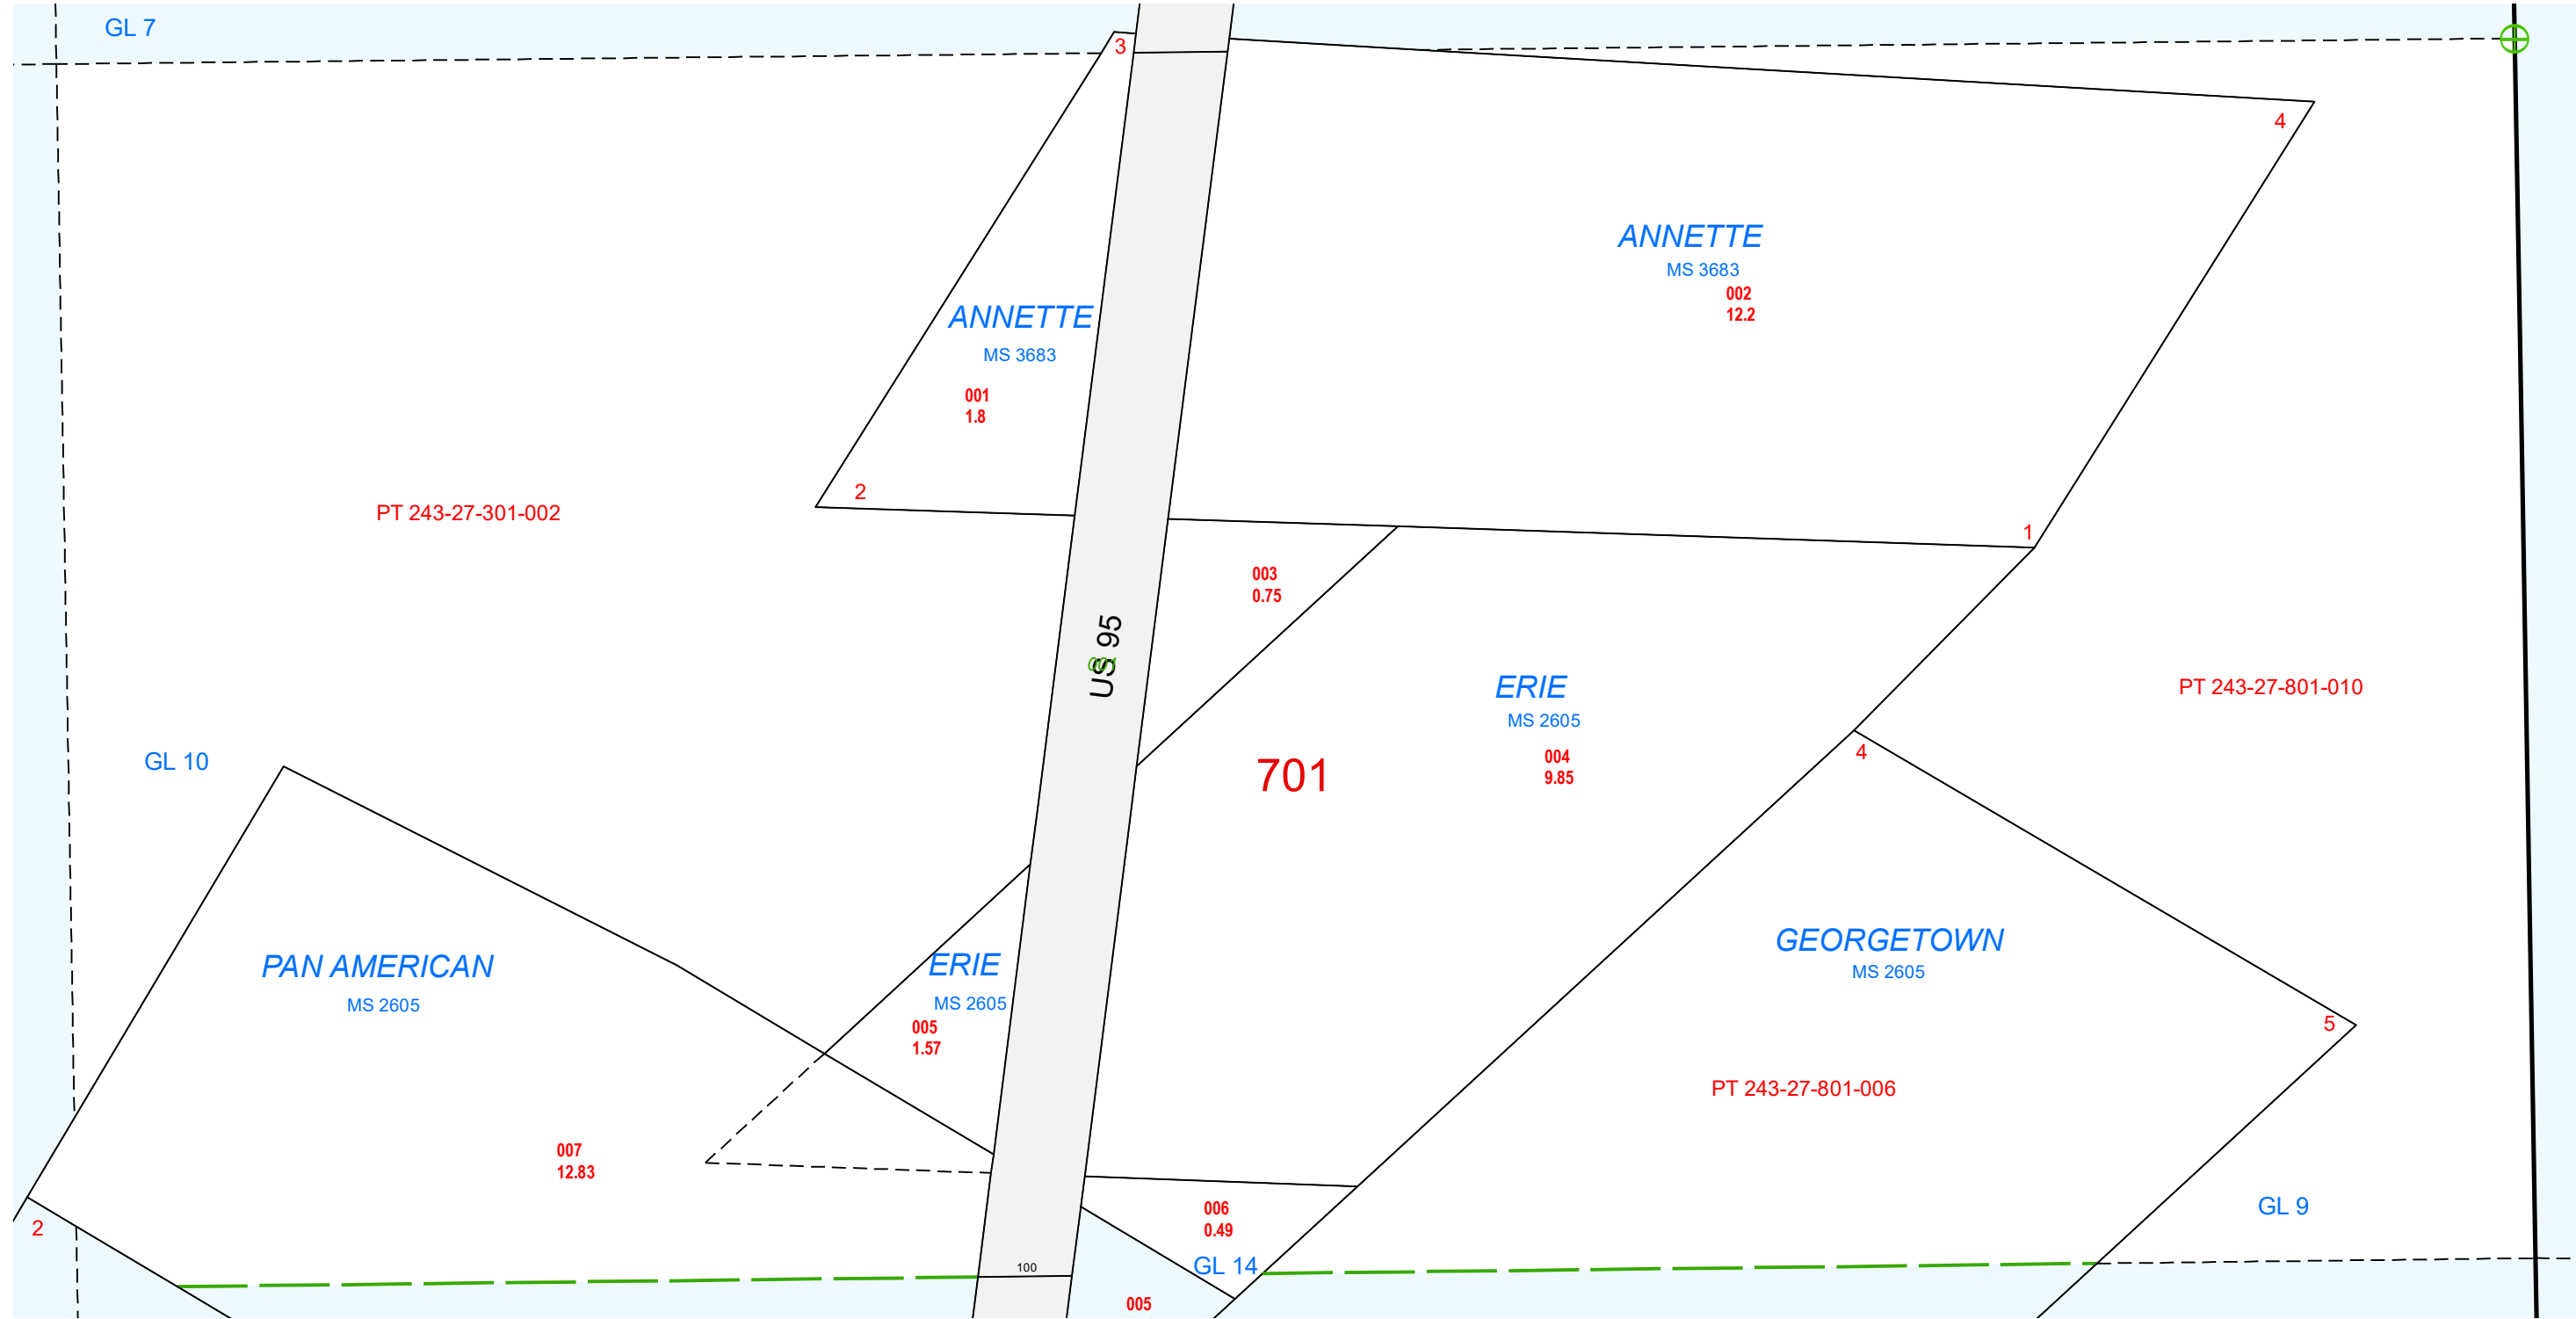 GL 7
3
4
ANNETTE
MS 3683
002
12.2
ANNETTE
MS 3683
001
1.8
2
PT 243-27-301-002
1
003
0.75
US 95
001
ERIE
MS 2605
004
9.85
701
PT 243-27-801-010
4
GL 10
PAN AMERICAN
MS 2605
ERIE
MS 2605
005
1.57
GEORGETOWN
MS 2605
5
PT 243-27-801-006
007
12.83
2
006
0.49
GL 14
GL 9
100
005